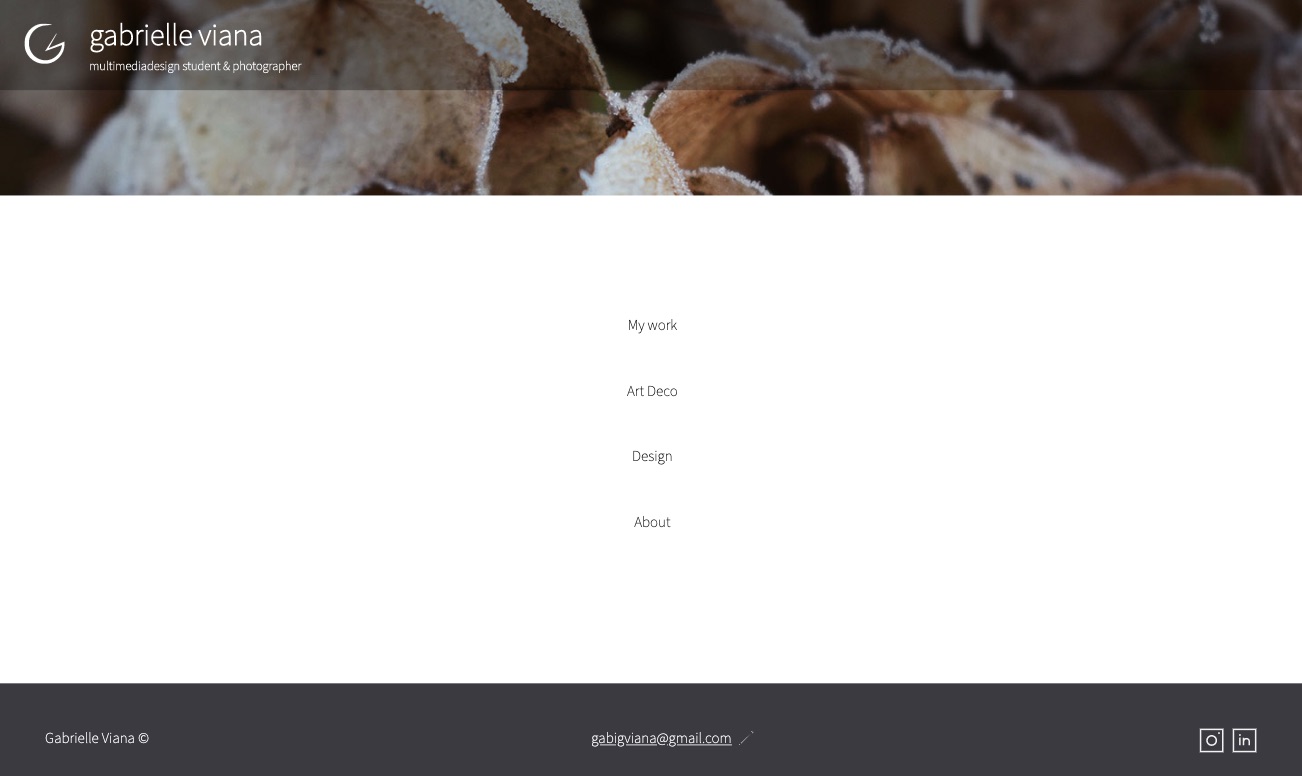 gabrielle viana
multimediadesign student & photographer
My work
Art Deco
Design
About
Gabrielle Viana ©
gabigviana@gmail.com
in